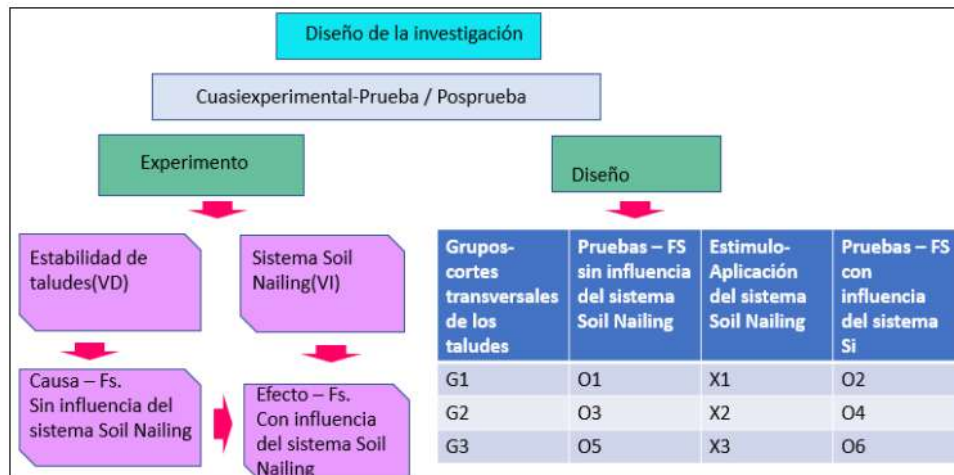 Diseño de la investigación
Cuasiexperimental-Prueba / Posprueba
Experimento
Diseño
Estabilidad de
taludes(VD)
Sistema Soil
Nailing(VI)
Causa – Fs.
Sin influencia del
sistema Soil Nailing
Efecto – Fs.
Con influencia
del sistema Soil
Nailing
Grupos-
cortes
transversales
de los
taludes
Pruebas – FS
sin influencia
del sistema
Soil Nailing
Estimulo-
Aplicación
del sistema
Soil Nailing
Pruebas – FS
con
influencia
del sistema
Si
G1 O1 X1 O2
G2 O3 X2 O4
G3 O5 X3 O6